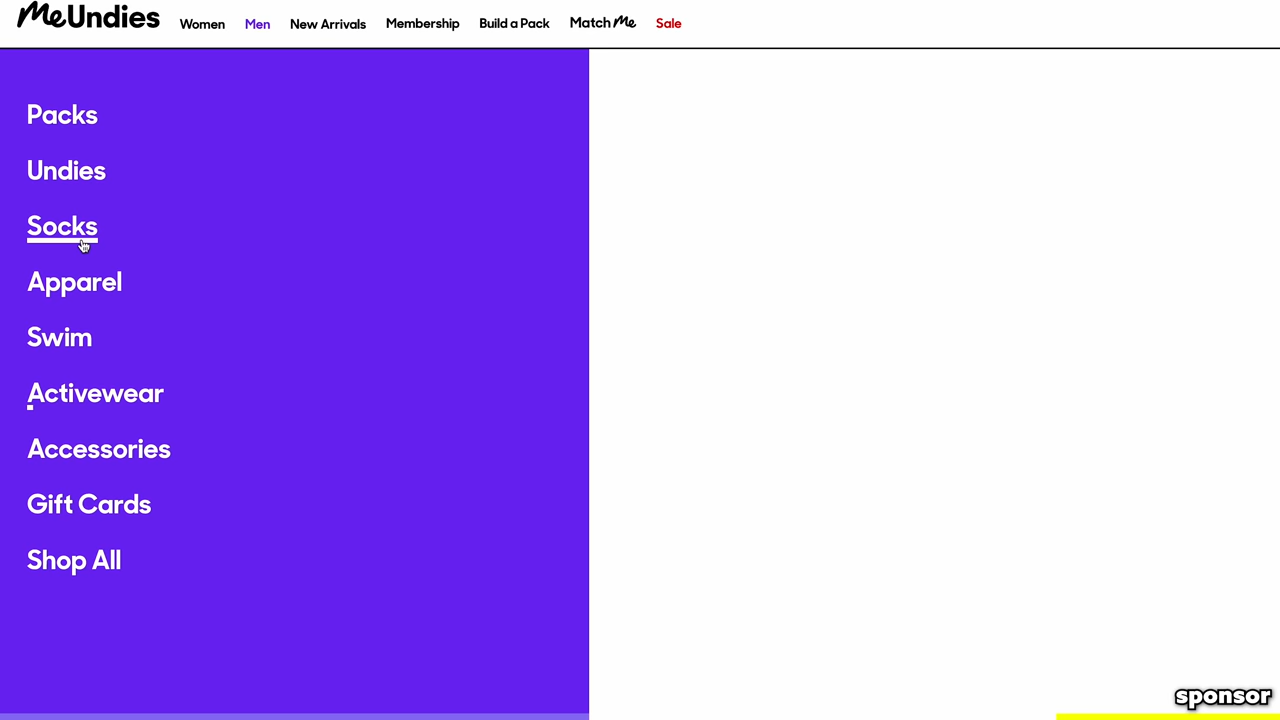 MeUndies Women Men New Arrivals Membership Build a Pack Match Me Sale
Packs
Undies
Socks
Apparel
Swim
Activewear
Accessories
Gift Cards
Shop All
sponsor